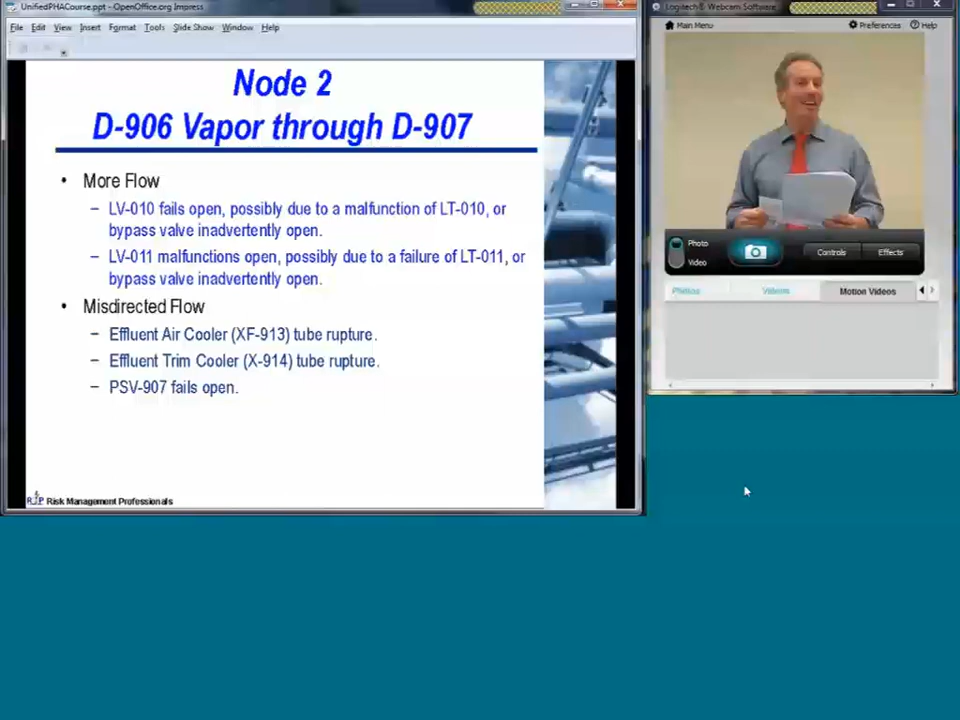 UnifiedPHACourse.ppt - OpenOffice.org Impress
File Edit View Insert Format Tools Slide Show Window Help
Node 2
D-906 Vapor through D-907
• More Flow
– LV-010 fails open, possibly due to a malfunction of LT-010, or
bypass valve inadvertently open.
– LV-011 malfunctions open, possibly due to a failure of LT-011, or
bypass valve inadvertently open.
• Misdirected Flow
– Effluent Air Cooler (XF-913) tube rupture.
– Effluent Trim Cooler (X-914) tube rupture.
– PSV-907 fails open.
Risk Management Professionals
Logitech® Webcam Software
Main Menu Preferences Help
Photo
Video
Controls Effects
Photos Videos Motion Videos